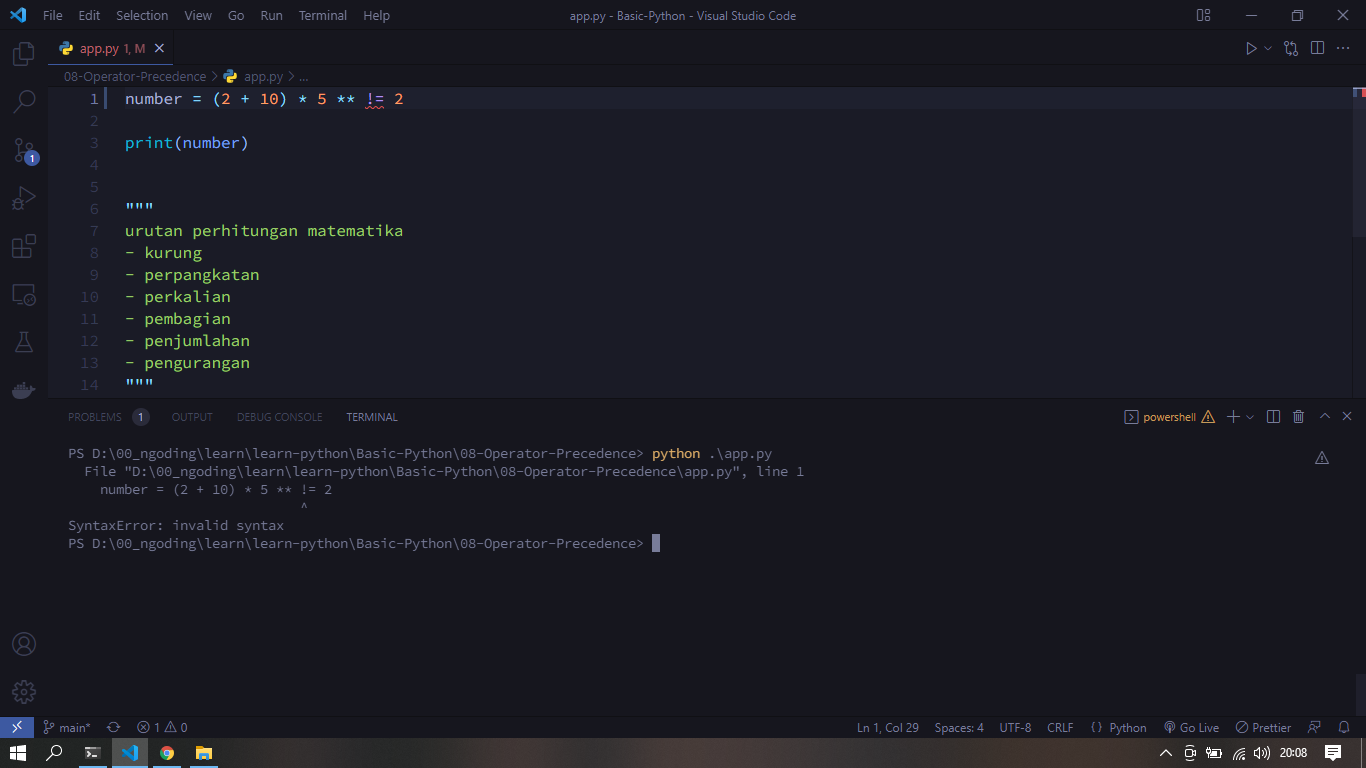 File Edit Selection View Go Run Terminal Help
app.py - Basic-Python - Visual Studio Code
app.py 1, M
08-Operator-Precedence > app.py > ...
1 number = (2 + 10) * 5 ** != 2
2
3 print(number)
4
5
6 """
7 urutan perhitungan matematika
8 - kurung
9 - perpangkatan
10 - perkalian
11 - pembagian
12 - penjumlahan
13 - pengurangan
14 """
1
PROBLEMS 1 OUTPUT DEBUG CONSOLE TERMINAL
powershell
PS D:\00_ngoding\learn\learn-python\Basic-Python\08-Operator-Precedence> python .\app.py
File "D:\00_ngoding\learn\learn-python\Basic-Python\08-Operator-Precedence\app.py", line 1
number = (2 + 10) * 5 ** != 2
^
SyntaxError: invalid syntax
PS D:\00_ngoding\learn\learn-python\Basic-Python\08-Operator-Precedence>
main* 1 0
Ln 1, Col 29 Spaces: 4 UTF-8 CRLF { } Python Go Live Prettier
20:08